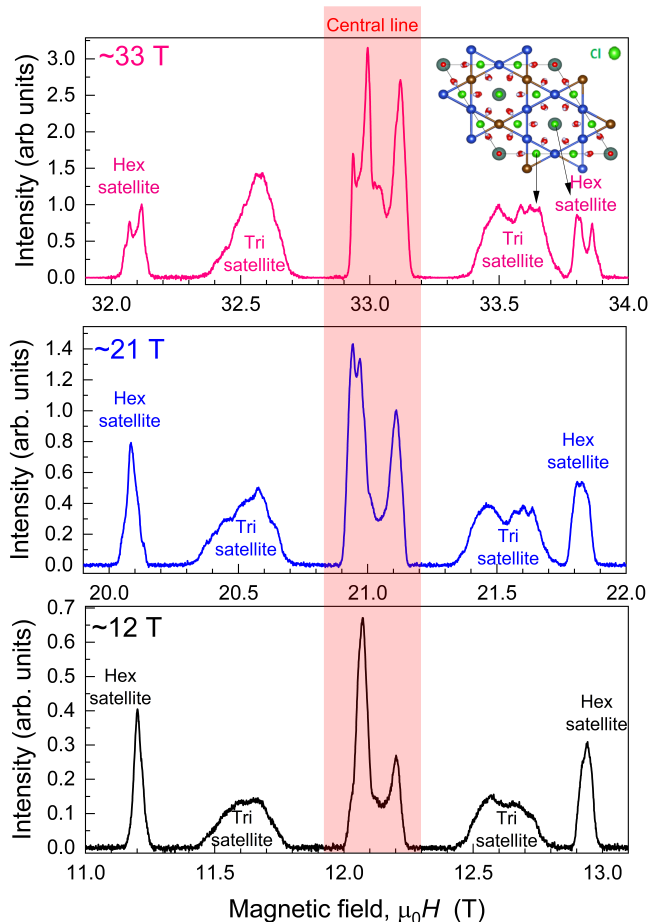 Central line
~33 T
Cl
Hex
satellite
Tri
satellite
Tri
satellite
Hex
satellite
Intensity (arb units)
3.0
2.5
2.0
1.5
1.0
0.5
0.0
32.0 32.5 33.0 33.5 34.0
~21 T
Hex
satellite
Tri
satellite
Tri
satellite
Hex
satellite
Intensity (arb. units)
1.4
1.2
1.0
0.8
0.6
0.4
0.2
0.0
20.0 20.5 21.0 21.5 22.0
~12 T
Hex
satellite
Tri
satellite
Tri
satellite
Hex
satellite
Intensity (arb. units)
0.7
0.6
0.5
0.4
0.3
0.2
0.1
0.0
11.0 11.5 12.0 12.5 13.0
Magnetic field, μ₀H (T)